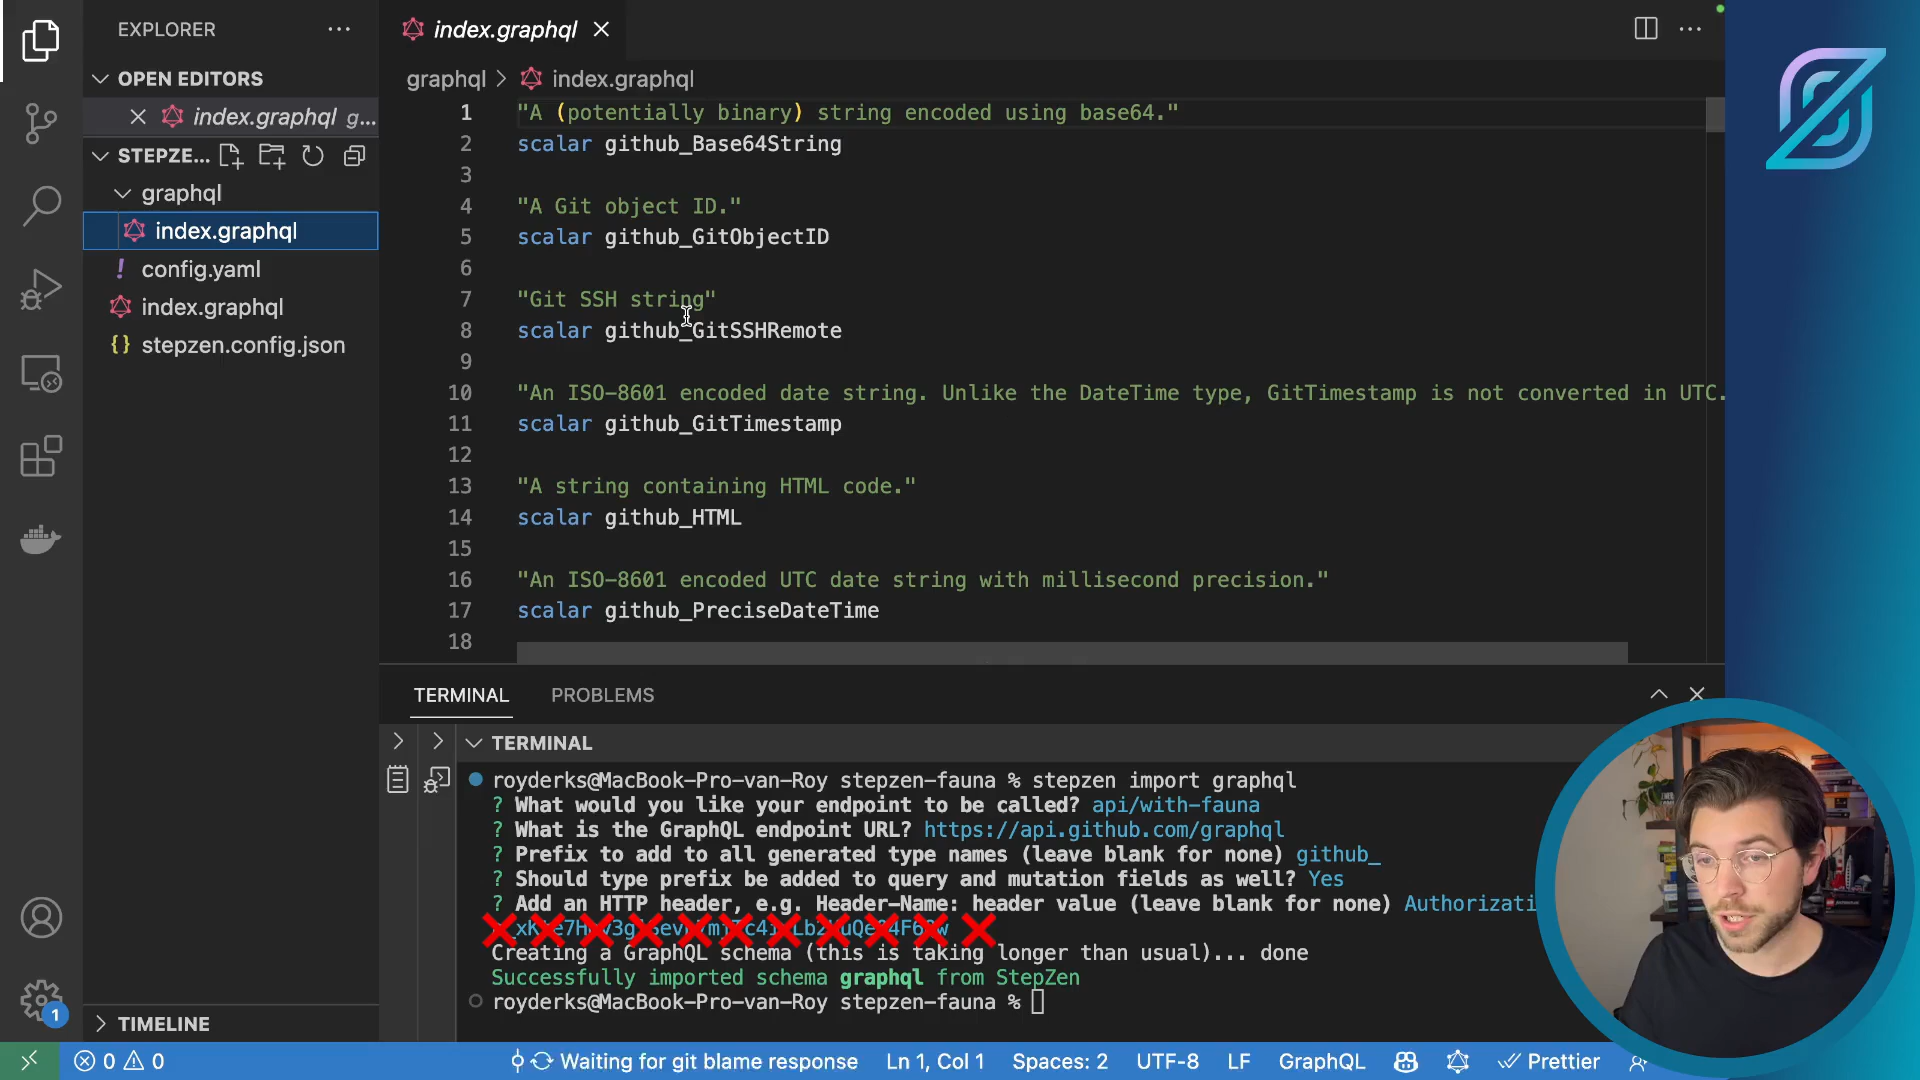 EXPLORER
OPEN EDITORS
index.graphql g...
STEPZE...
graphql
index.graphql
config.yaml
index.graphql
{} stepzen.config.json
TIMELINE
index.graphql
graphql > index.graphql
1 "A (potentially binary) string encoded using base64."
2 scalar github_Base64String
3
4 "A Git object ID."
5 scalar github_GitObjectID
6
7 "Git SSH string"
8 scalar github_GitSSHRemote
9
10 "An ISO-8601 encoded date string. Unlike the DateTime type, GitTimestamp is not converted in UTC.
11 scalar github_GitTimestamp
12
13 "A string containing HTML code."
14 scalar github_HTML
15
16 "An ISO-8601 encoded UTC date string with millisecond precision."
17 scalar github_PreciseDateTime
18
TERMINAL PROBLEMS
TERMINAL
royderks@MacBook-Pro-van-Roy stepzen-fauna % stepzen import graphql
? What would you like your endpoint to be called? api/with-fauna
? What is the GraphQL endpoint URL? https://api.github.com/graphql
? Prefix to add to all generated type names (leave blank for none) github_
? Should type prefix be added to query and mutation fields as well? Yes
? Add an HTTP header, e.g. Header-Name: header value (leave blank for none) Authorizati
Creating a GraphQL schema (this is taking longer than usual)... done
Successfully imported schema graphql from StepZen
royderks@MacBook-Pro-van-Roy stepzen-fauna %
1
0 0 Waiting for git blame response Ln 1, Col 1 Spaces: 2 UTF-8 LF GraphQL Prettier